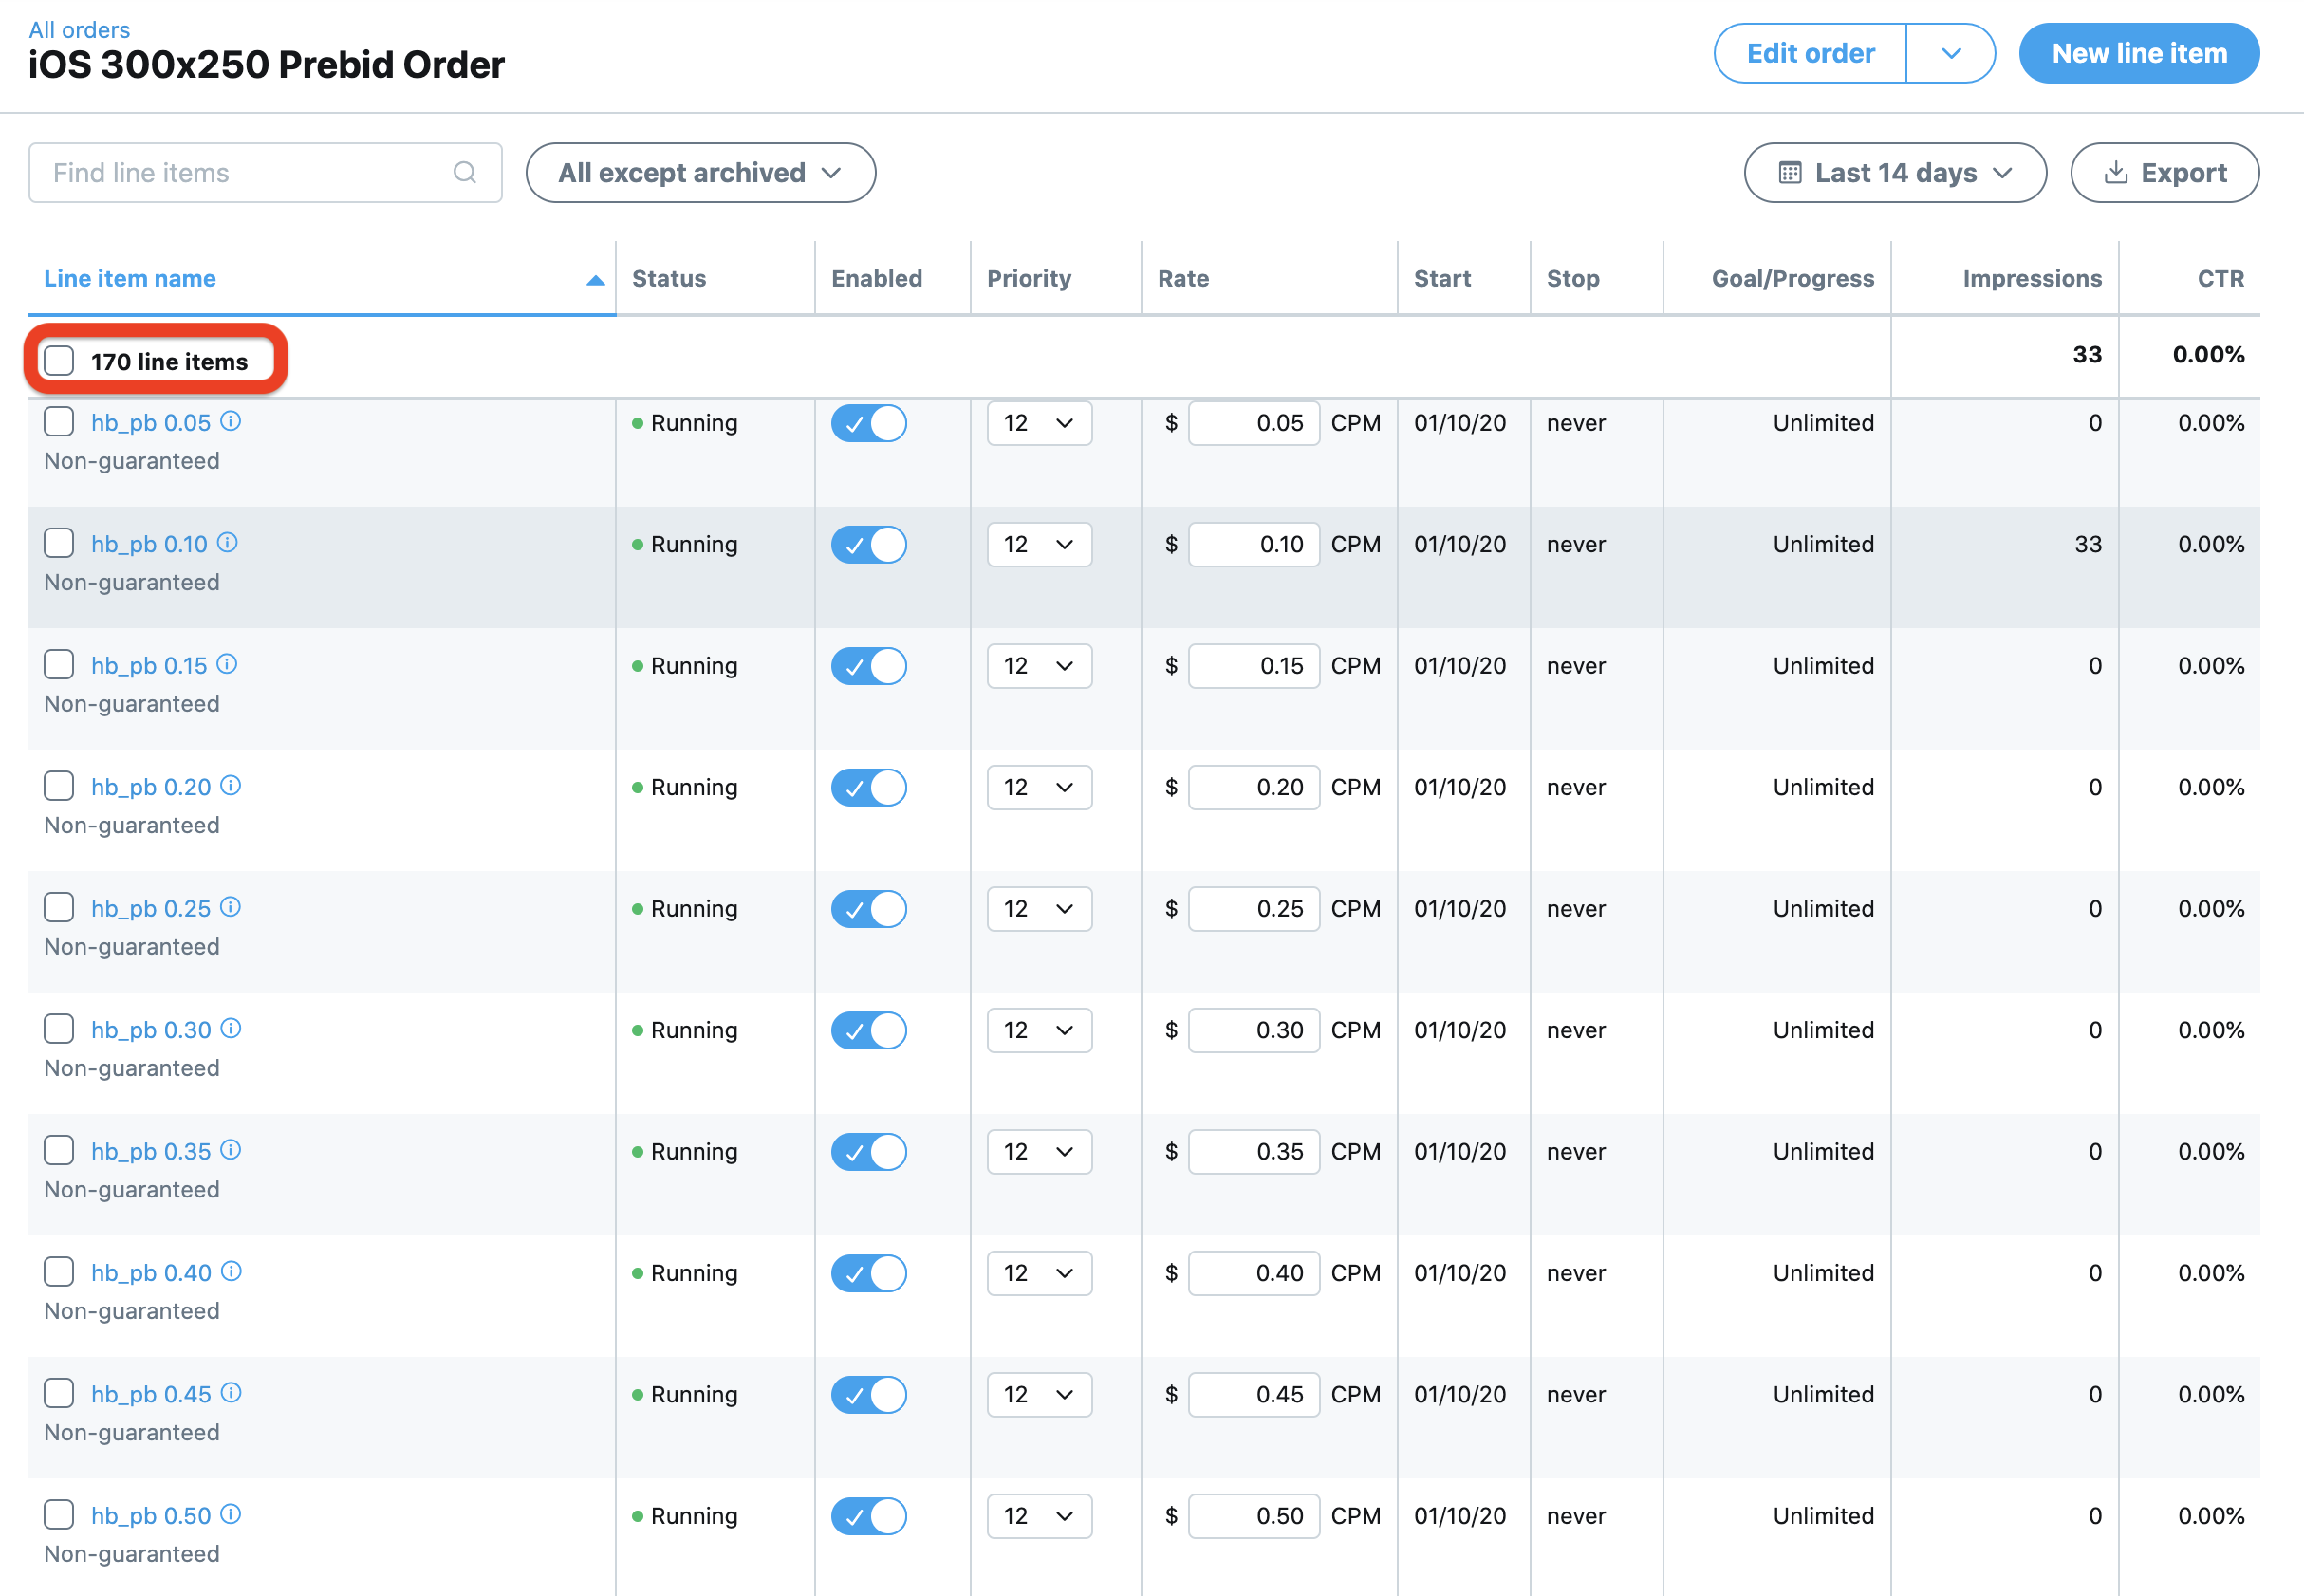 All orders
iOS 300x250 Prebid Order
Edit order
New line item
Find line items
All except archived
Last 14 days
Export
Line item name Status Enabled Priority Rate Start Stop Goal/Progress Impressions CTR
170 line items 33 0.00%
hb_pb 0.05 Running 12 $ 0.05 CPM 01/10/20 never Unlimited 0 0.00%
Non-guaranteed
hb_pb 0.10 Running 12 $ 0.10 CPM 01/10/20 never Unlimited 33 0.00%
Non-guaranteed
hb_pb 0.15 Running 12 $ 0.15 CPM 01/10/20 never Unlimited 0 0.00%
Non-guaranteed
hb_pb 0.20 Running 12 $ 0.20 CPM 01/10/20 never Unlimited 0 0.00%
Non-guaranteed
hb_pb 0.25 Running 12 $ 0.25 CPM 01/10/20 never Unlimited 0 0.00%
Non-guaranteed
hb_pb 0.30 Running 12 $ 0.30 CPM 01/10/20 never Unlimited 0 0.00%
Non-guaranteed
hb_pb 0.35 Running 12 $ 0.35 CPM 01/10/20 never Unlimited 0 0.00%
Non-guaranteed
hb_pb 0.40 Running 12 $ 0.40 CPM 01/10/20 never Unlimited 0 0.00%
Non-guaranteed
hb_pb 0.45 Running 12 $ 0.45 CPM 01/10/20 never Unlimited 0 0.00%
Non-guaranteed
hb_pb 0.50 Running 12 $ 0.50 CPM 01/10/20 never Unlimited 0 0.00%
Non-guaranteed